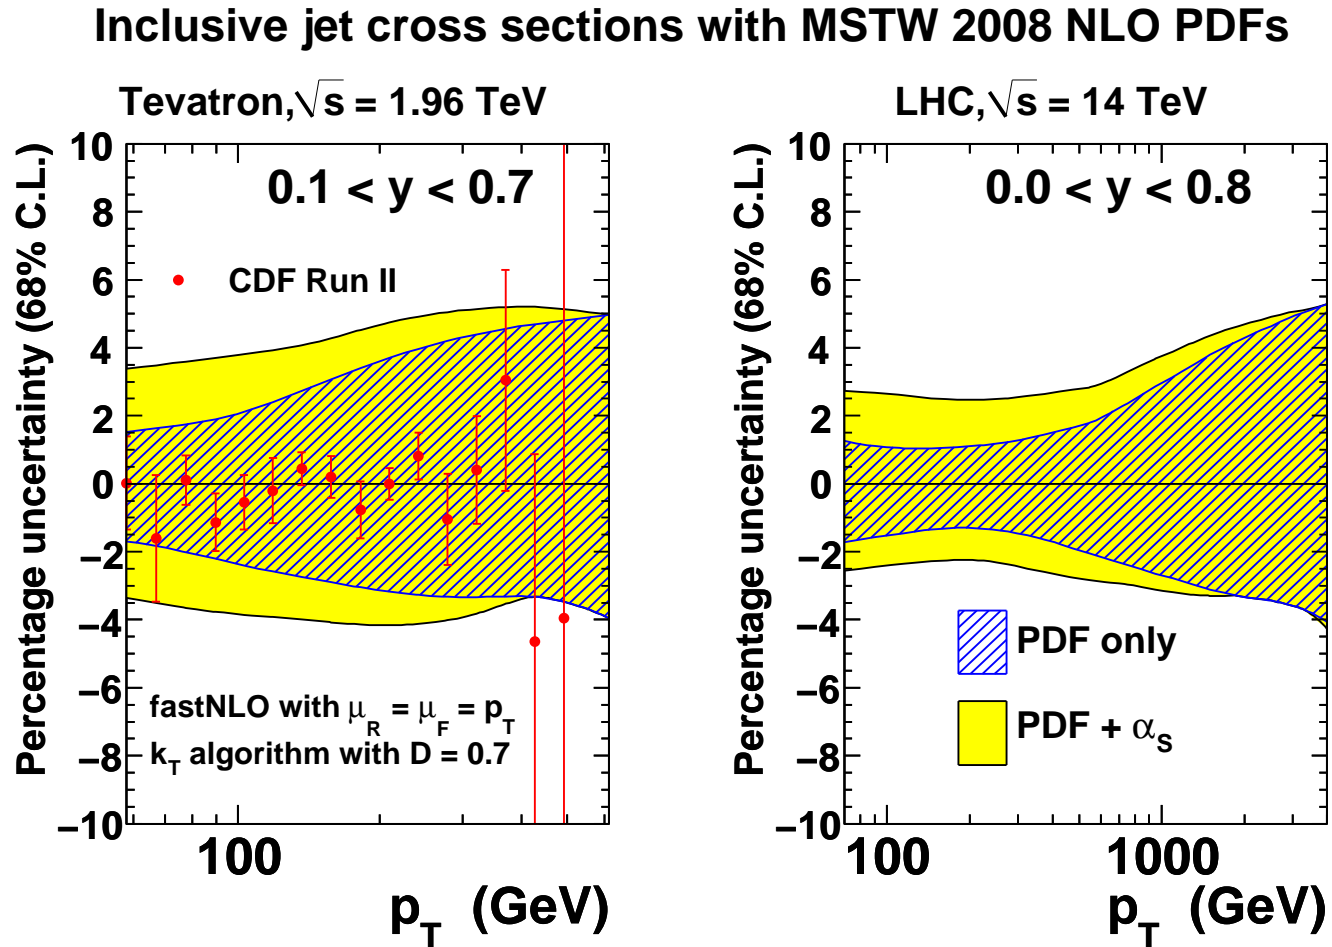 Inclusive jet cross sections with MSTW 2008 NLO PDFs
Tevatron,√s = 1.96 TeV
LHC,√s = 14 TeV
Percentage uncertainty (68% C.L.)
10
8
6
4
2
0
−2
−4
−6
−8
−10
0.1 < y < 0.7
CDF Run II
fastNLO with μR = μF = pT
kT algorithm with D = 0.7
100
pT (GeV)
Percentage uncertainty (68% C.L.)
10
8
6
4
2
0
−2
−4
−6
−8
−10
0.0 < y < 0.8
PDF only
PDF + αS
100
1000
pT (GeV)